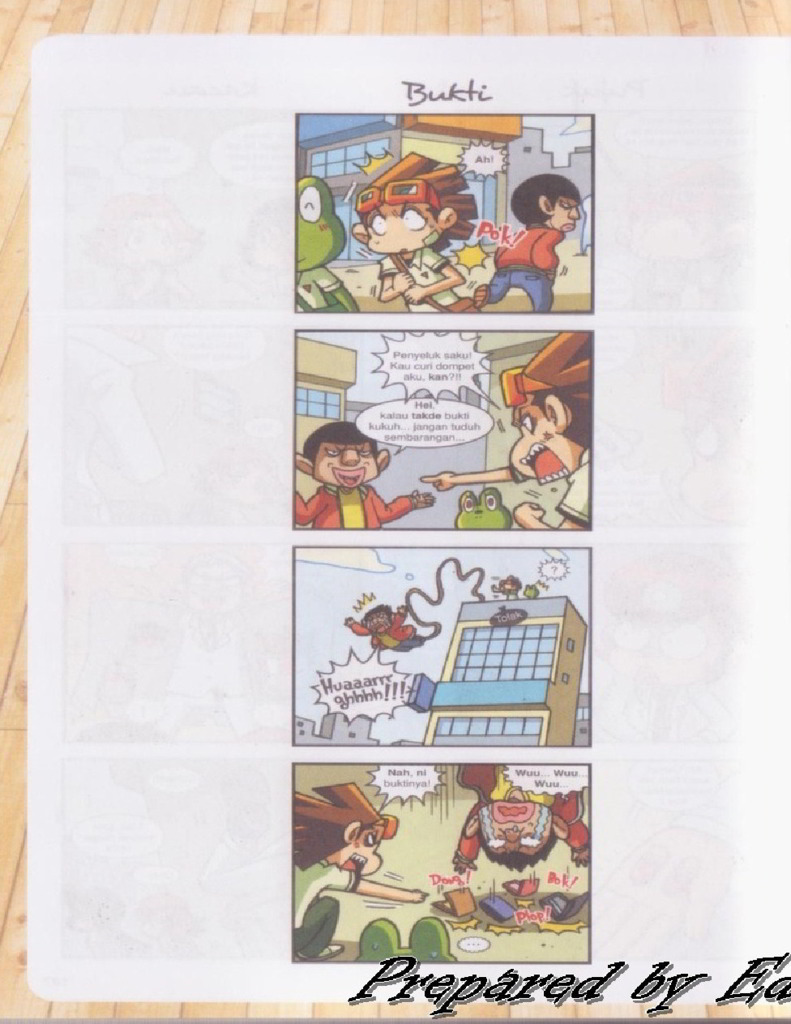 Bukti
Ah!
Pok!
Penyeluk saku!
Kau curi dompet
aku, kan?!!
Hei,
kalau takde bukti
kukuh... jangan tuduh
sembarangan...
?
Tolak
Huaaarrr
ghhhh!!!
Nah, ni
buktinya!
Wuu... Wuu...
Wuu...
Pok!
Plop!
...
Prepared by Ed